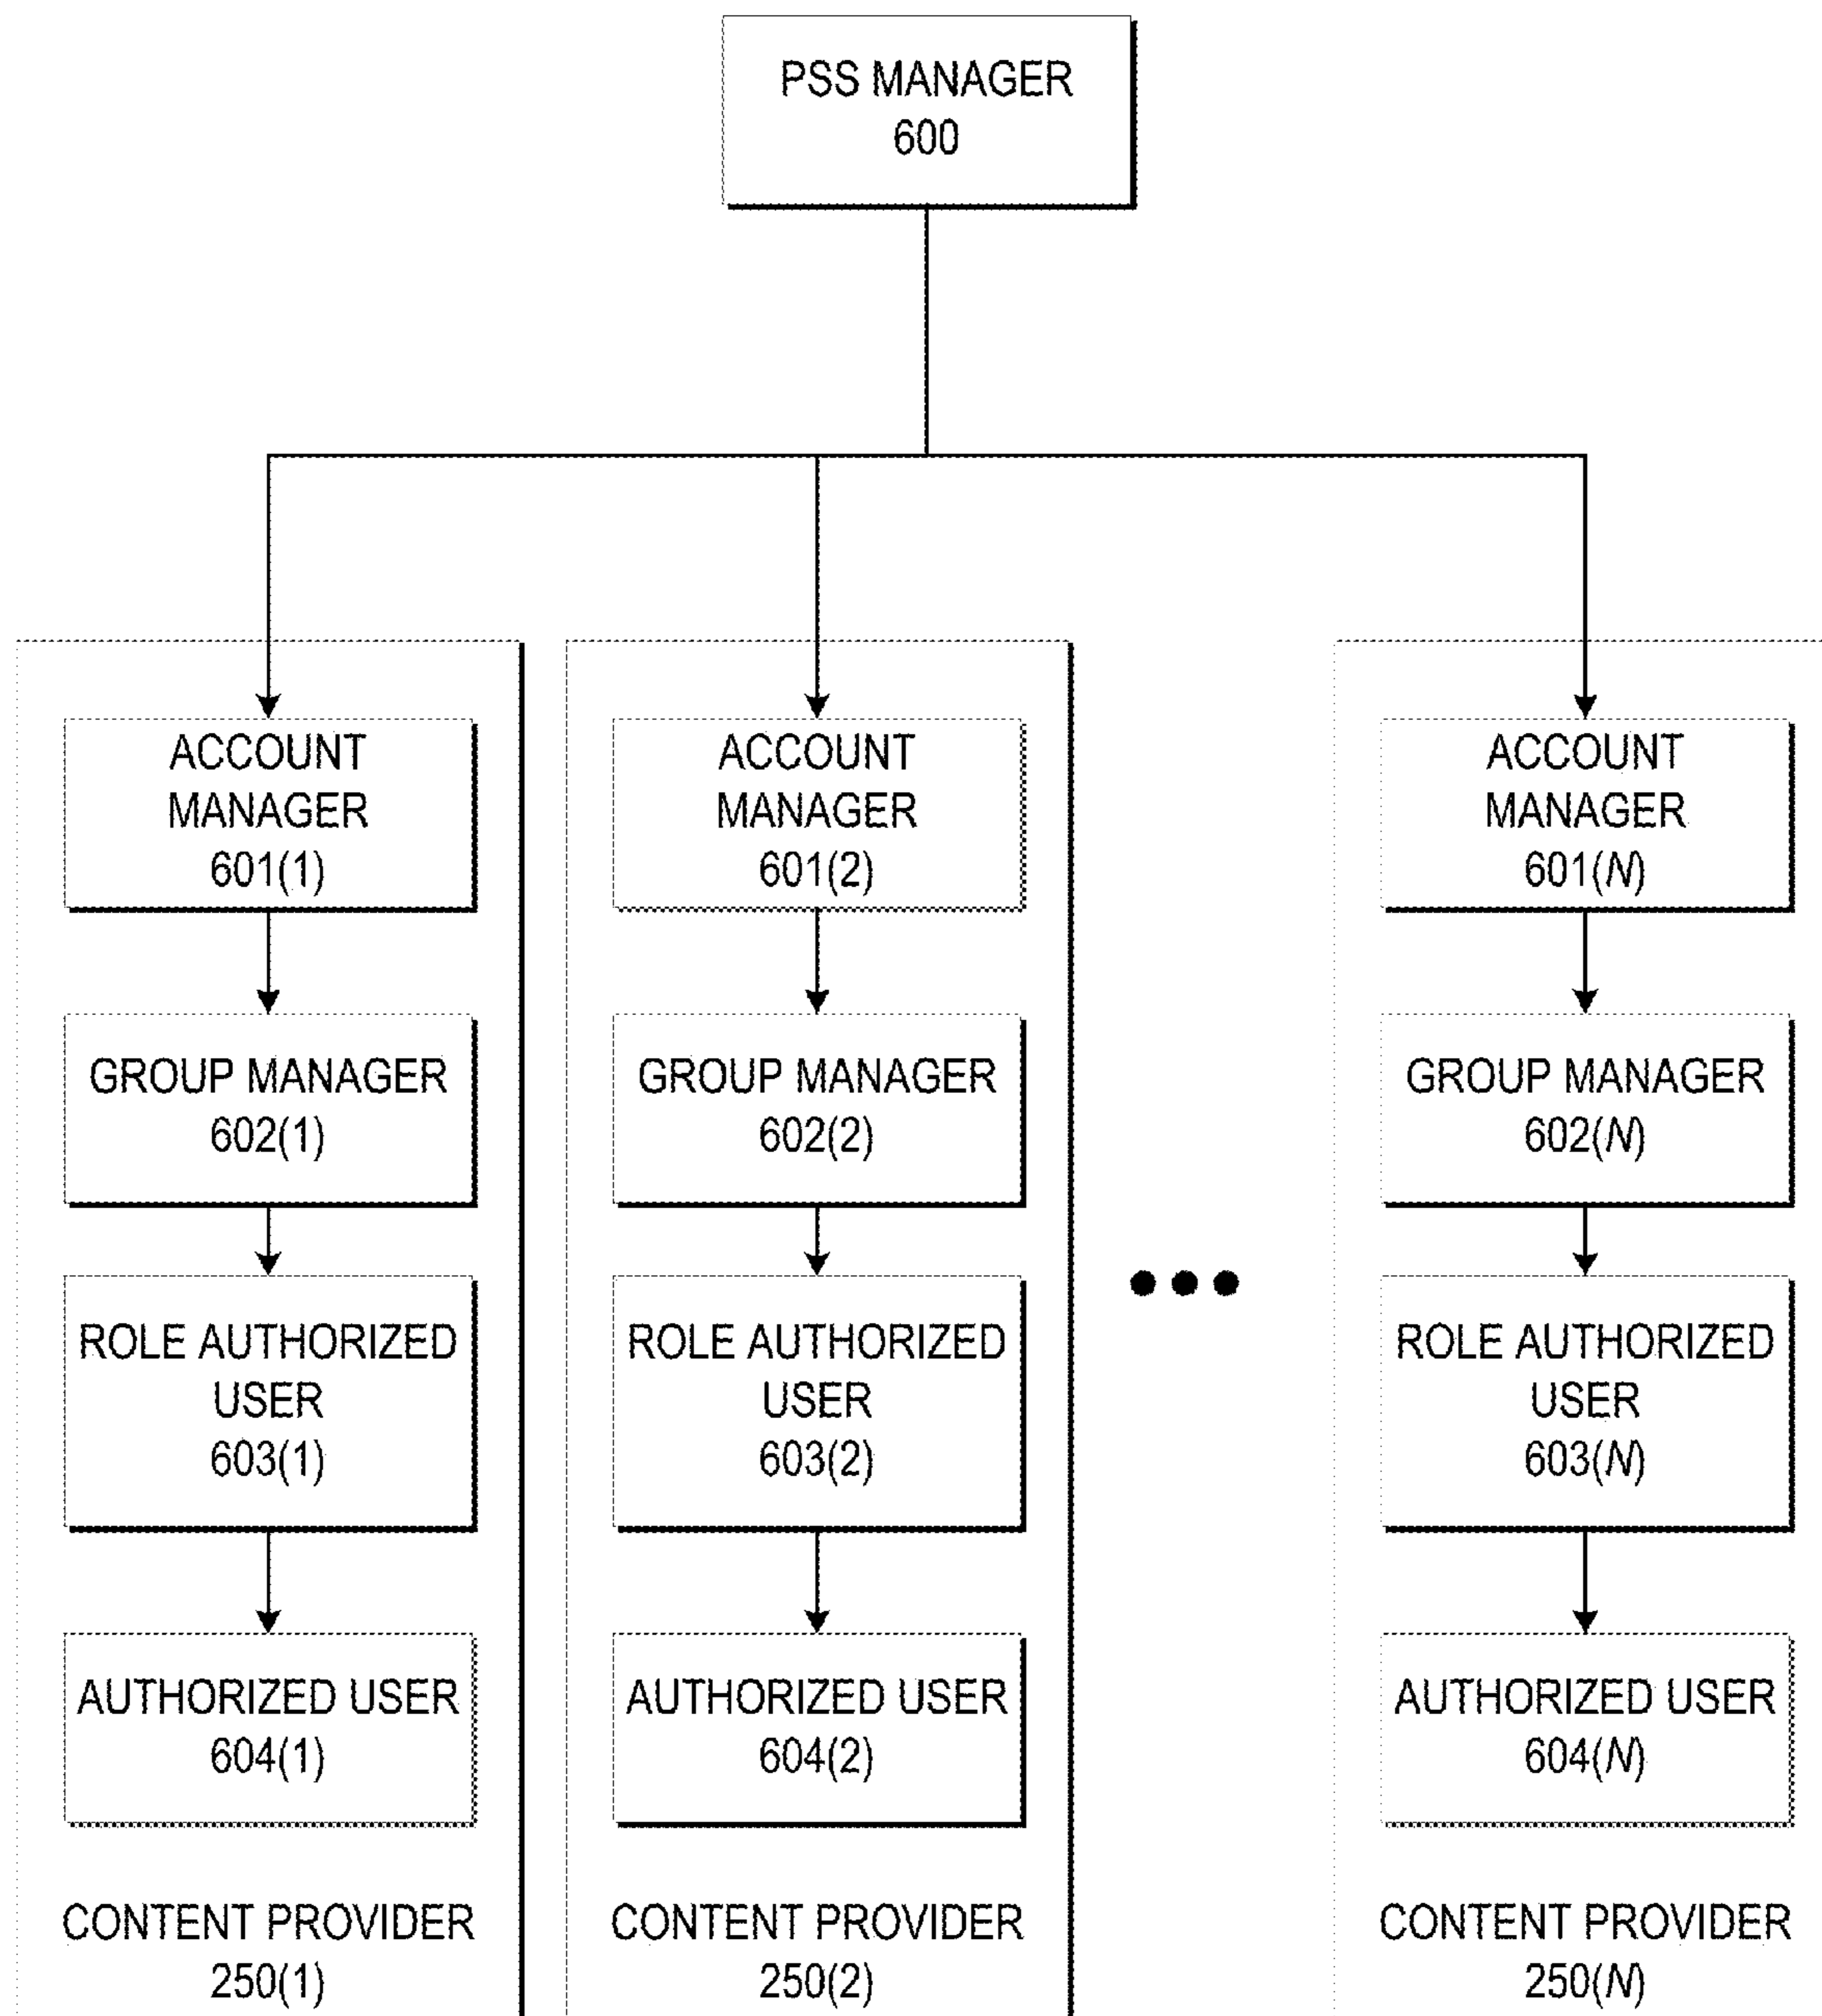 PSS MANAGER
600
ACCOUNT
MANAGER
601(1)
GROUP MANAGER
602(1)
ROLE AUTHORIZED
USER
603(1)
AUTHORIZED USER
604(1)
CONTENT PROVIDER
250(1)
ACCOUNT
MANAGER
601(2)
GROUP MANAGER
602(2)
ROLE AUTHORIZED
USER
603(2)
AUTHORIZED USER
604(2)
CONTENT PROVIDER
250(2)
ACCOUNT
MANAGER
601(N)
GROUP MANAGER
602(N)
ROLE AUTHORIZED
USER
603(N)
AUTHORIZED USER
604(N)
CONTENT PROVIDER
250(N)